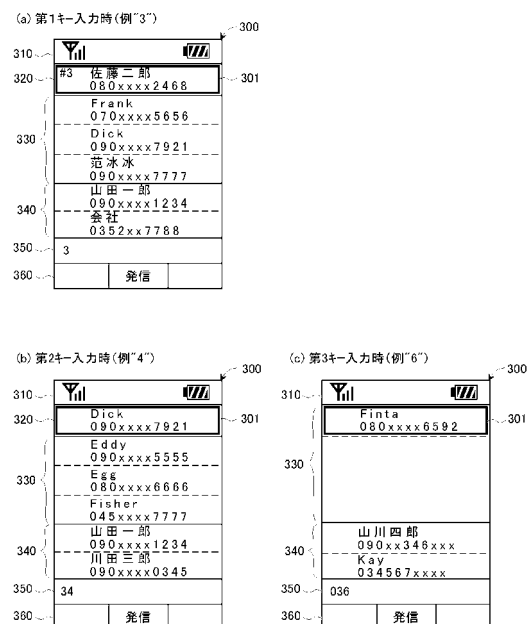 (a) 第1キー入力時(例"3")
300
310
320
#3 佐藤二郎
080xxxx2468
301
330
Frank
070xxxx5656
Dick
090xxxx7921
范冰冰
090xxxx7777
340
山田一郎
090xxxx1234
会社
0352xx7788
350
3
360
発信
(b) 第2キー入力時(例"4")
300
310
320
Dick
090xxxx7921
301
330
Eddy
090xxxx5555
Egg
080xxxx6666
Fisher
045xxxx7777
340
山田一郎
090xxxx1234
川田三郎
090xxxx0345
350
34
360
発信
(c) 第3キー入力時(例"6")
300
310
Finta
080xxxx6592
301
330
340
山川四郎
090xx346xxx
Kay
034567xxxx
350
036
360
発信